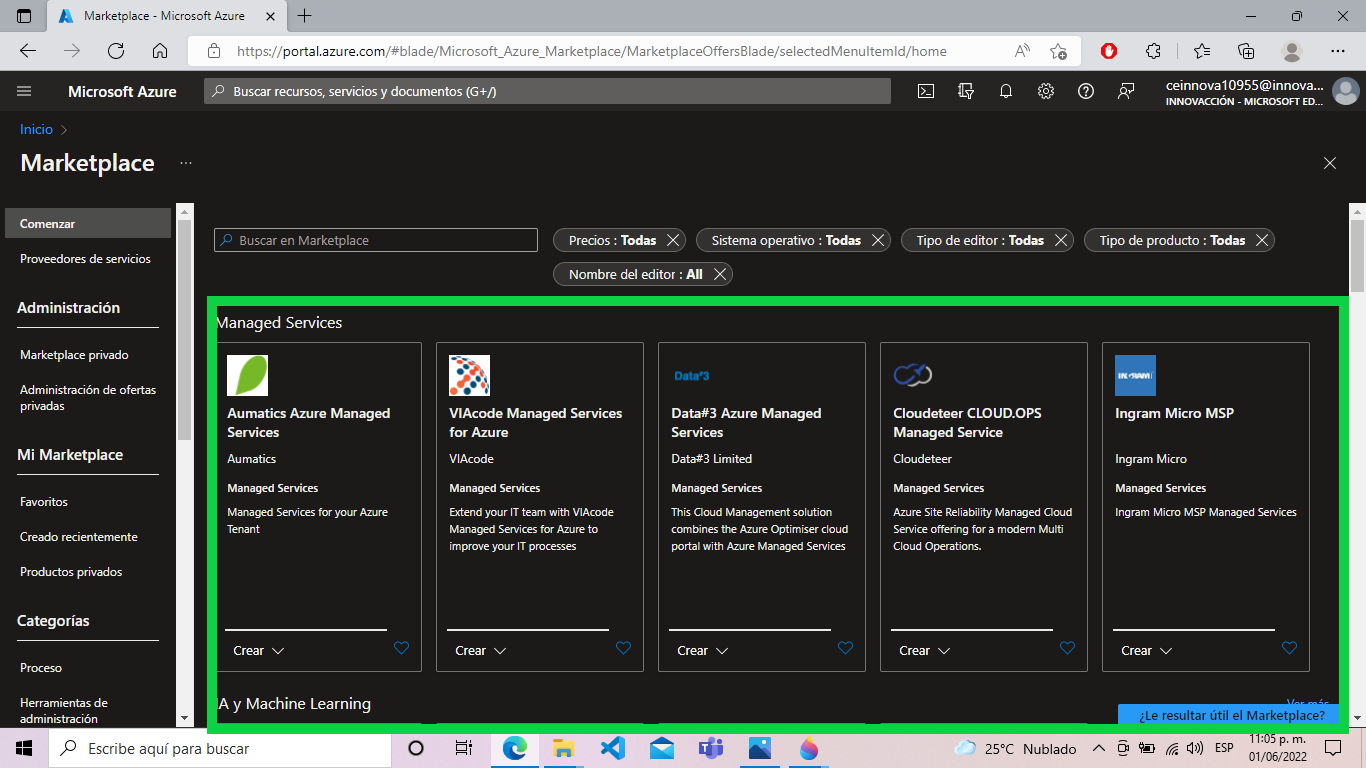 Marketplace - Microsoft Azure
https://portal.azure.com/#blade/Microsoft_Azure_Marketplace/MarketplaceOffersBlade/selectedMenuItemId/home
Microsoft Azure
Buscar recursos, servicios y documentos (G+/)
ceinnova10955@innova...
INNOVACCIÓN - MICROSOFT ED...
Inicio
Marketplace
Comenzar
Proveedores de servicios
Administración
Marketplace privado
Administración de ofertas
privadas
Mi Marketplace
Favoritos
Creado recientemente
Productos privados
Categorías
Proceso
Herramientas de
administración
Buscar en Marketplace
Precios : Todas
Sistema operativo : Todas
Tipo de editor : Todas
Tipo de producto : Todas
Nombre del editor : All
Managed Services
Aumatics Azure Managed
Services
Aumatics
Managed Services
Managed Services for your Azure
Tenant
Crear
VIAcode Managed Services
for Azure
VIAcode
Managed Services
Extend your IT team with VIAcode
Managed Services for Azure to
improve your IT processes
Crear
Data#3
Data#3 Azure Managed
Services
Data#3 Limited
Managed Services
This Cloud Management solution
combines the Azure Optimiser cloud
portal with Azure Managed Services
Crear
Cloudeteer CLOUD.OPS
Managed Service
Cloudeteer
Managed Services
Azure Site Reliability Managed Cloud
Service offering for a modern Multi
Cloud Operations.
Crear
INGRAM
Ingram Micro MSP
Ingram Micro
Managed Services
Ingram Micro MSP Managed Services
Crear
IA y Machine Learning
Ver más
¿Le resultar útil el Marketplace?
Escribe aquí para buscar
25°C Nublado
ESP
11:05 p. m.
01/06/2022